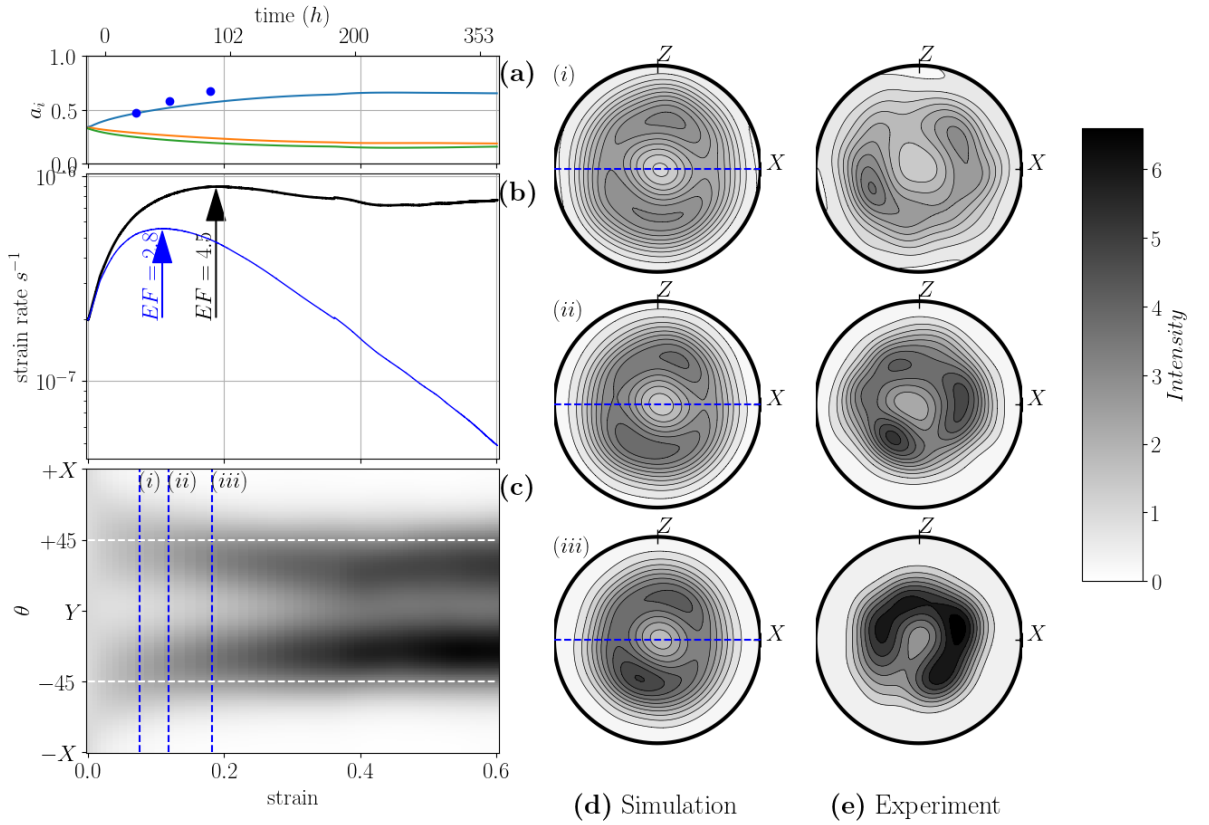 time (h)
0 102 200 353
1.0
0.5
0.0
a_i
(a)
10^{-6}
10^{-7}
strain rate s^{-1}
EF = 2.8
EF = 4.5
(b)
+X
+45
Y
-45
-X
θ
(i) (ii) (iii)
(c)
0.0 0.2 0.4 0.6
strain
(i)
Z
X
Z
X
(ii)
Z
X
Z
X
(iii)
Z
X
Z
X
(d) Simulation
(e) Experiment
6
5
4
3
2
1
0
Intensity